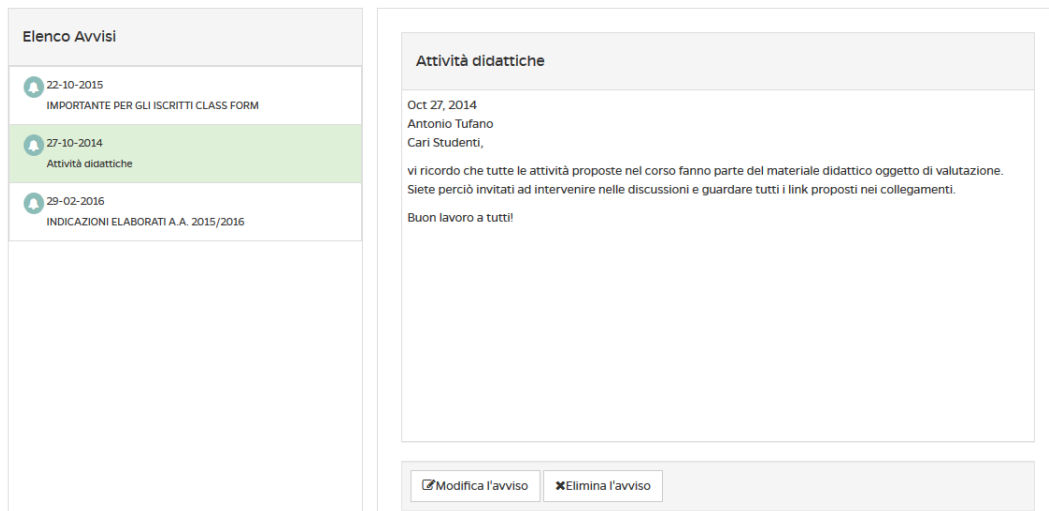 Elenco Avvisi
22-10-2015
IMPORTANTE PER GLI ISCRITTI CLASS FORM
27-10-2014
Attività didattiche
29-02-2016
INDICAZIONI ELABORATI A.A. 2015/2016
Attività didattiche
Oct 27, 2014
Antonio Tufano
Cari Studenti,
vi ricordo che tutte le attività proposte nel corso fanno parte del materiale didattico oggetto di valutazione.
Siete perciò invitati ad intervenire nelle discussioni e guardare tutti i link proposti nei collegamenti.
Buon lavoro a tutti!
Modifica l'avviso
Elimina l'avviso